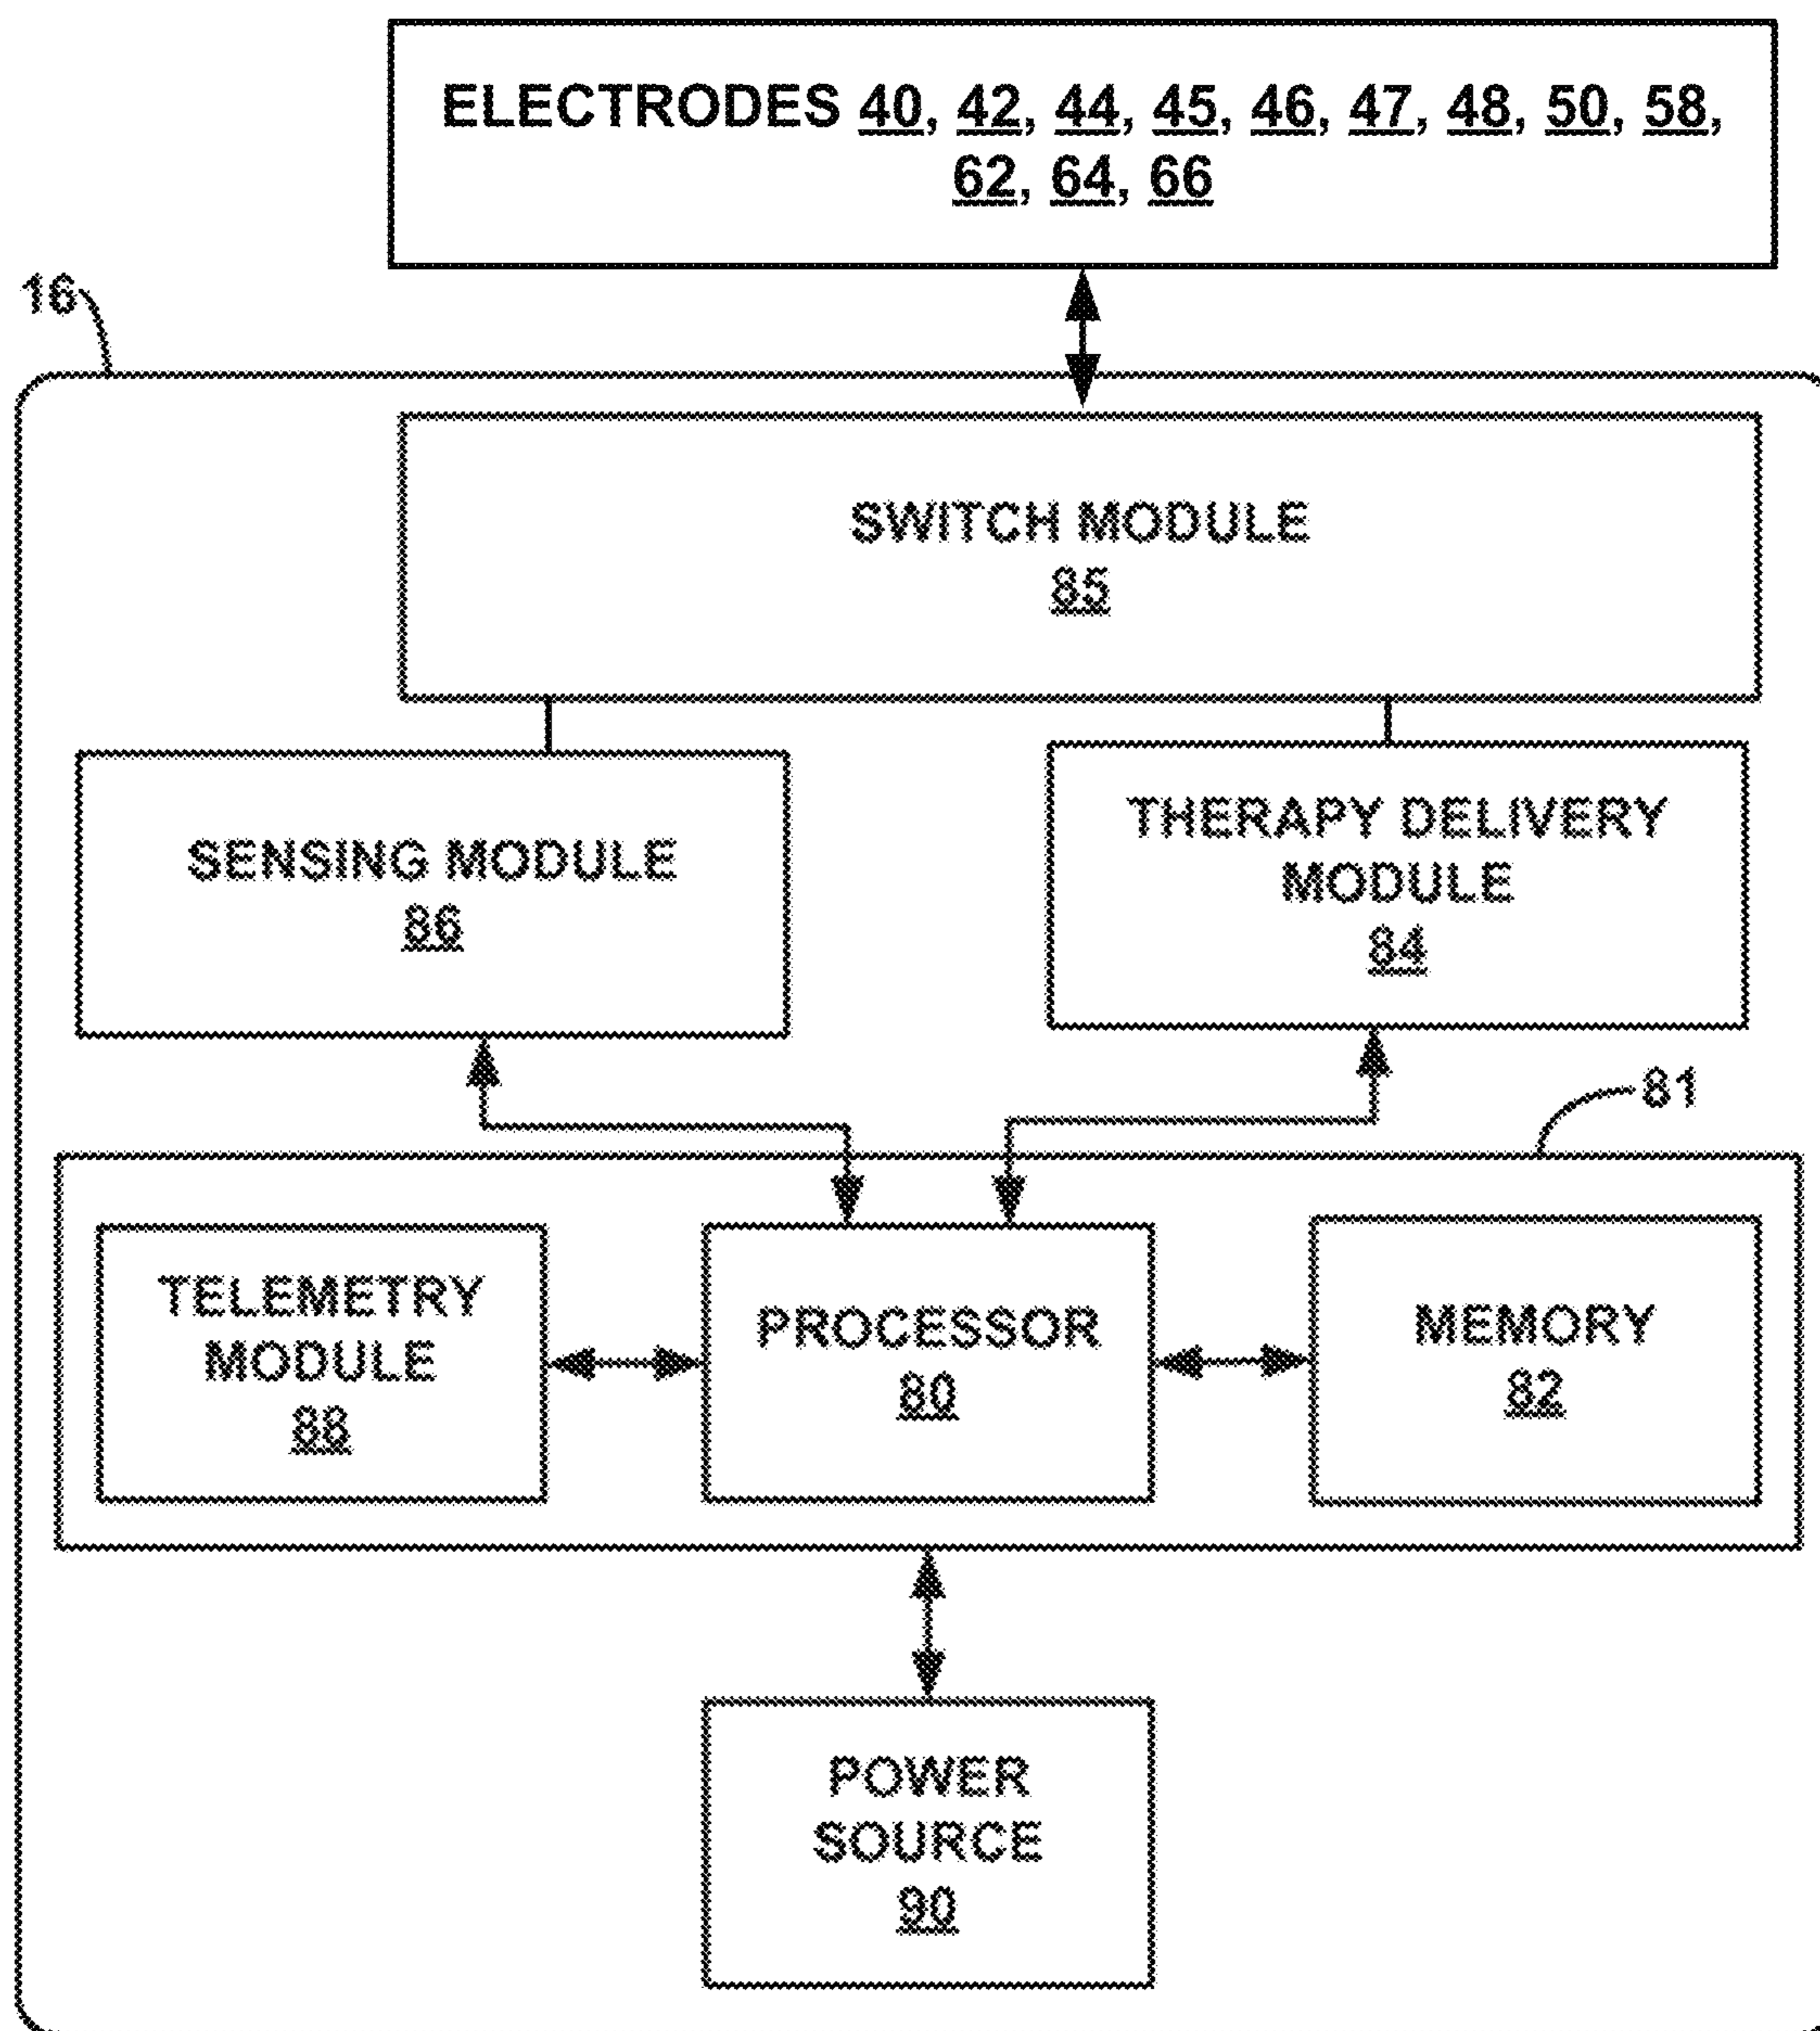 ELECTRODES 40, 42, 44, 45, 46, 47, 48, 50, 58,
62, 64, 66
16
SWITCH MODULE
85
SENSING MODULE
86
THERAPY DELIVERY
MODULE
84
81
TELEMETRY
MODULE
88
PROCESSOR
80
MEMORY
82
POWER
SOURCE
90